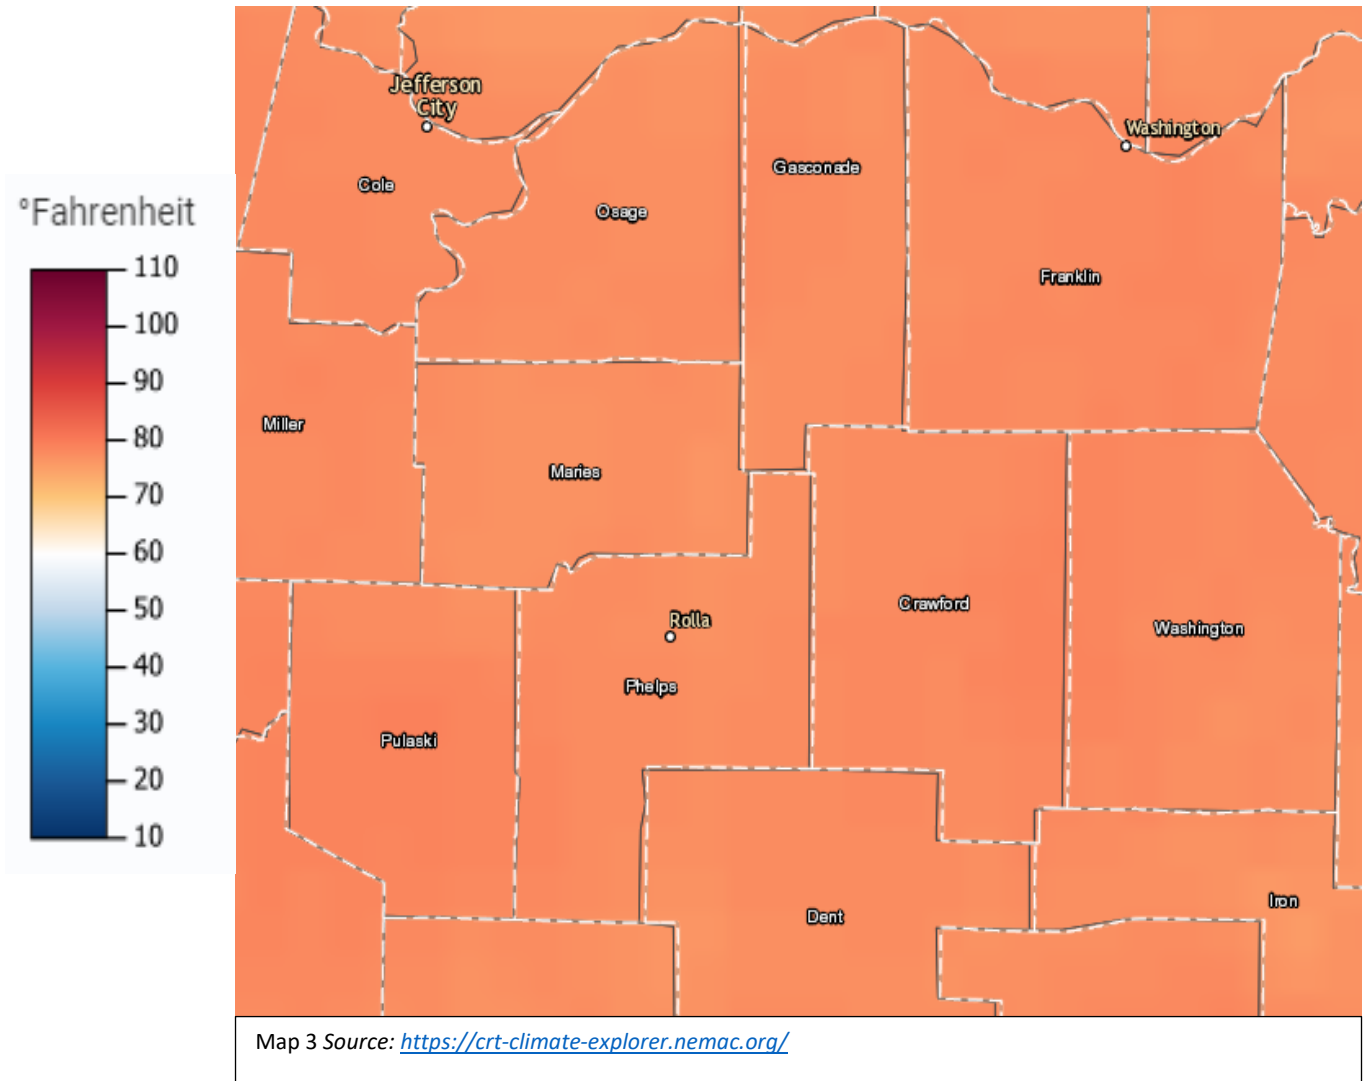 Jefferson
City
Washington
Gasconade
Cole
Osage
°Fahrenheit
110
100
90
80
70
60
50
40
30
20
10
Franklin
Miller
Maries
Crawford
Rolla
Washington
Phelps
Pulaski
Iron
Dent
Map 3 Source: https://crt-climate-explorer.nemac.org/